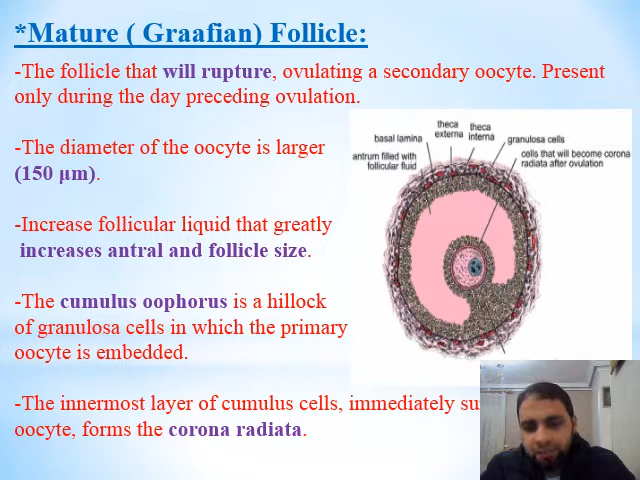 *Mature ( Graafian) Follicle:
-The follicle that will rupture, ovulating a secondary oocyte. Present
only during the day preceding ovulation.
-The diameter of the oocyte is larger
(150 µm).
-Increase follicular liquid that greatly
increases antral and follicle size.
-The cumulus oophorus is a hillock
of granulosa cells in which the primary
oocyte is embedded.
-The innermost layer of cumulus cells, immediately
oocyte, forms the corona radiata.
basal lamina
theca
externa
theca
interna
granulosa cells
antrum filled with
follicular fluid
cells that will become corona
radiata after ovulation